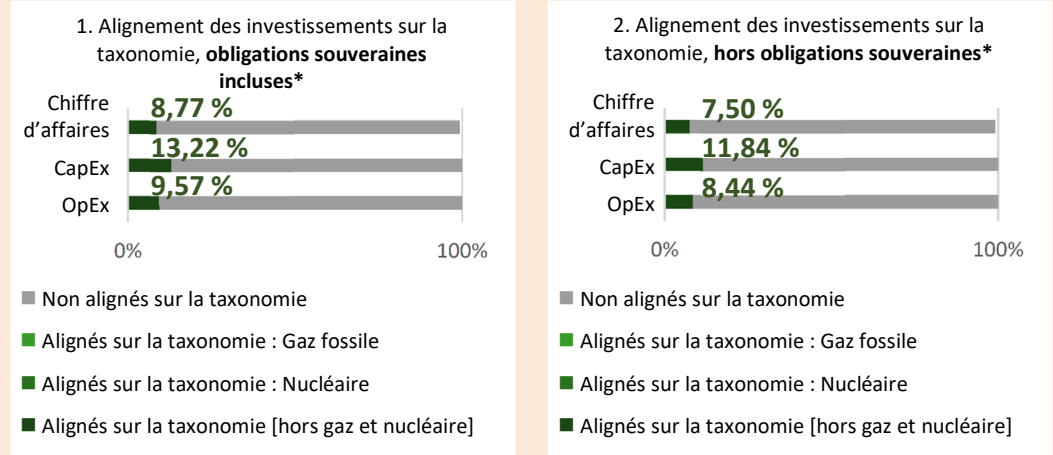 1. Alignement des investissements sur la
taxonomie, obligations souveraines
incluses*
Chiffre
d’affaires
8,77 %
CapEx
13,22 %
OpEx
9,57 %
0%
100%
Non alignés sur la taxonomie
Alignés sur la taxonomie : Gaz fossile
Alignés sur la taxonomie : Nucléaire
Alignés sur la taxonomie [hors gaz et nucléaire]
2. Alignement des investissements sur la
taxonomie, hors obligations souveraines*
Chiffre
d’affaires
7,50 %
CapEx
11,84 %
OpEx
8,44 %
0%
100%
Non alignés sur la taxonomie
Alignés sur la taxonomie : Gaz fossile
Alignés sur la taxonomie : Nucléaire
Alignés sur la taxonomie [hors gaz et nucléaire]